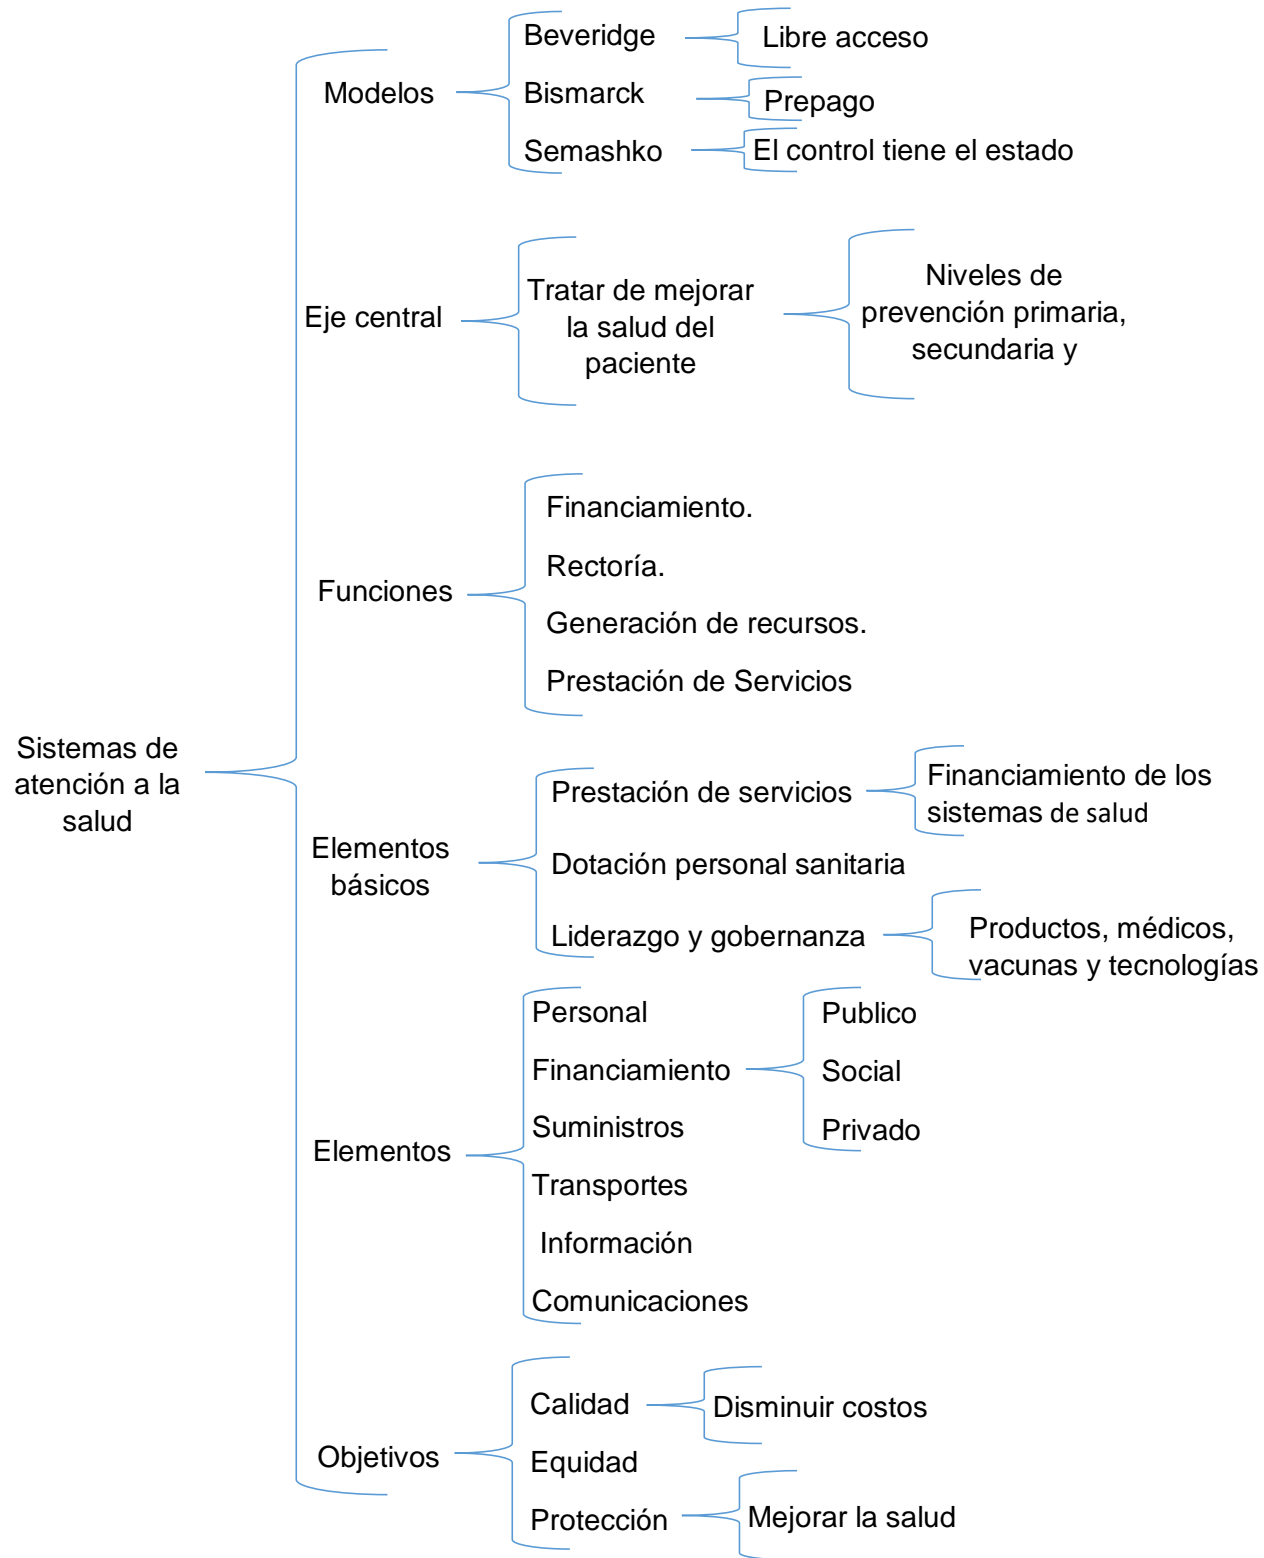 Sistemas de
atención a la
salud
Modelos
Beveridge
Libre acceso
Bismarck
Prepago
Semashko
El control tiene el estado
Eje central
Tratar de mejorar
la salud del
paciente
Niveles de
prevención primaria,
secundaria y
Funciones
Financiamiento.
Rectoría.
Generación de recursos.
Prestación de Servicios
Elementos
básicos
Prestación de servicios
Financiamiento de los
sistemas de salud
Dotación personal sanitaria
Liderazgo y gobernanza
Productos, médicos,
vacunas y tecnologías
Elementos
Personal
Financiamiento
Publico
Social
Privado
Suministros
Transportes
Información
Comunicaciones
Objetivos
Calidad
Disminuir costos
Equidad
Protección
Mejorar la salud